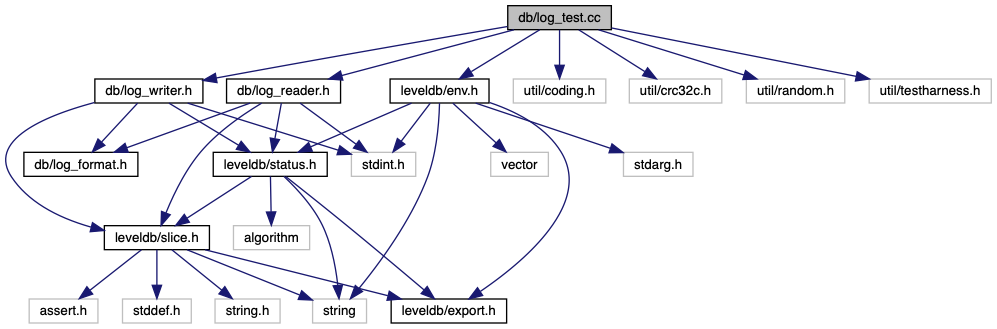 db/log_test.cc
db/log_writer.h
db/log_reader.h
leveldb/env.h
util/coding.h
util/crc32c.h
util/random.h
util/testharness.h
db/log_format.h
leveldb/status.h
stdint.h
vector
stdarg.h
leveldb/slice.h
algorithm
assert.h
stddef.h
string.h
string
leveldb/export.h